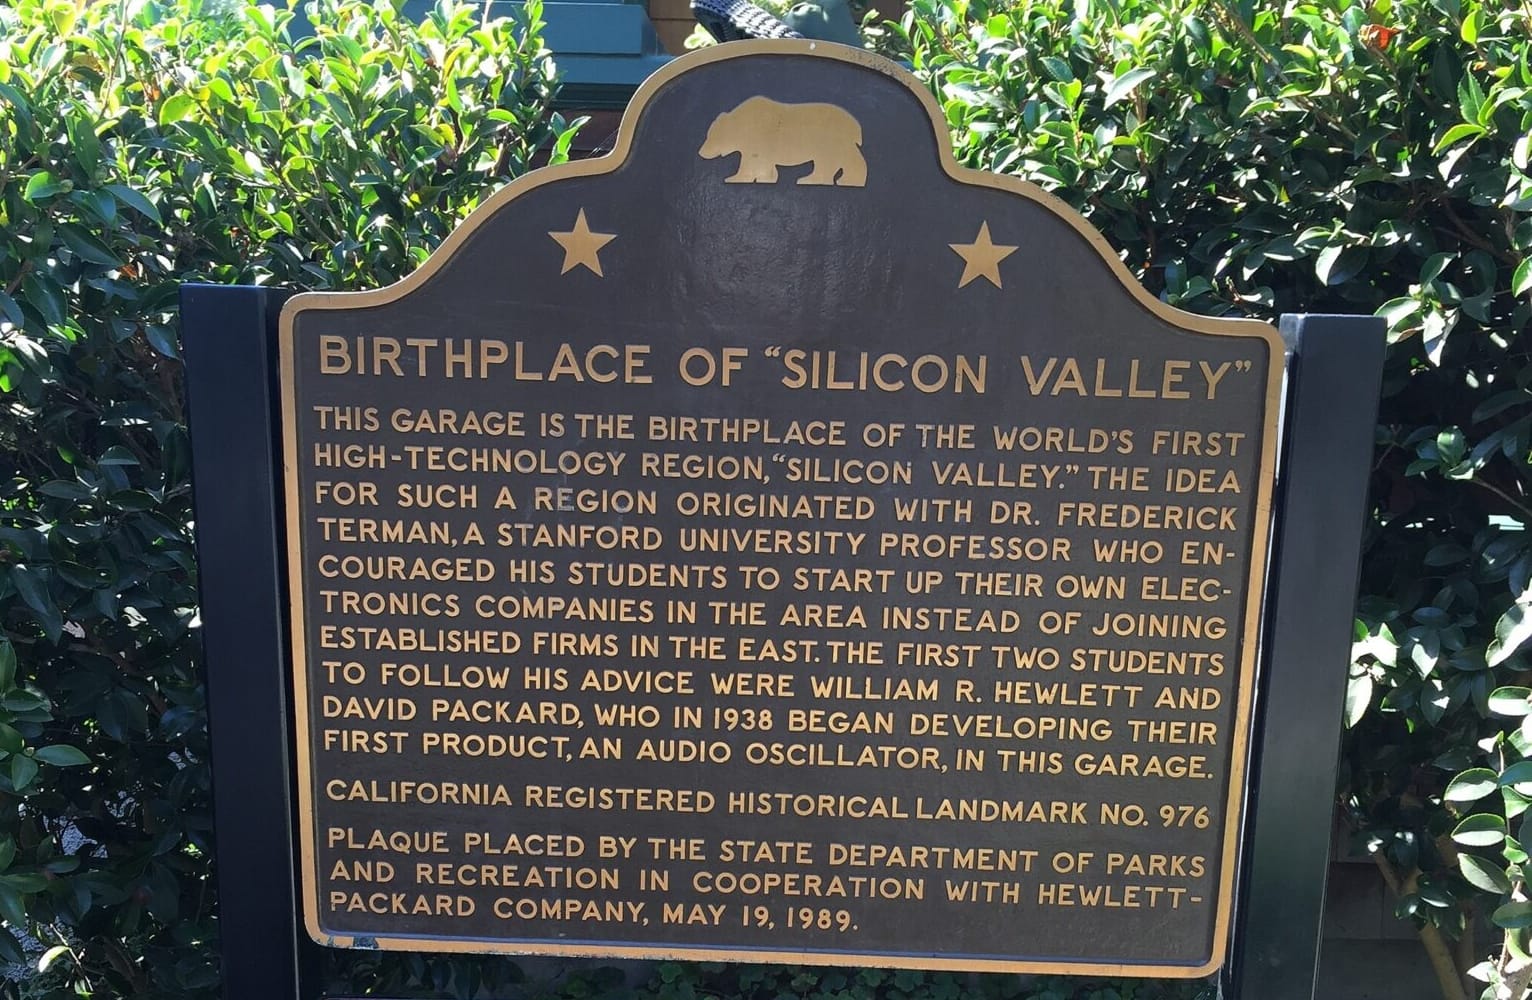 BIRTHPLACE OF “SILICON VALLEY”
THIS GARAGE IS THE BIRTHPLACE OF THE WORLD'S FIRST
HIGH-TECHNOLOGY REGION, “SILICON VALLEY.” THE IDEA
FOR SUCH A REGION ORIGINATED WITH DR. FREDERICK
TERMAN, A STANFORD UNIVERSITY PROFESSOR WHO EN-
COURAGED HIS STUDENTS TO START UP THEIR OWN ELEC-
TRONICS COMPANIES IN THE AREA INSTEAD OF JOINING
ESTABLISHED FIRMS IN THE EAST. THE FIRST TWO STUDENTS
TO FOLLOW HIS ADVICE WERE WILLIAM R. HEWLETT AND
DAVID PACKARD, WHO IN 1938 BEGAN DEVELOPING THEIR
FIRST PRODUCT, AN AUDIO OSCILLATOR, IN THIS GARAGE.
CALIFORNIA REGISTERED HISTORICAL LANDMARK NO. 976
PLAQUE PLACED BY THE STATE DEPARTMENT OF PARKS
AND RECREATION IN COOPERATION WITH HEWLETT-
PACKARD COMPANY, MAY 19, 1989.